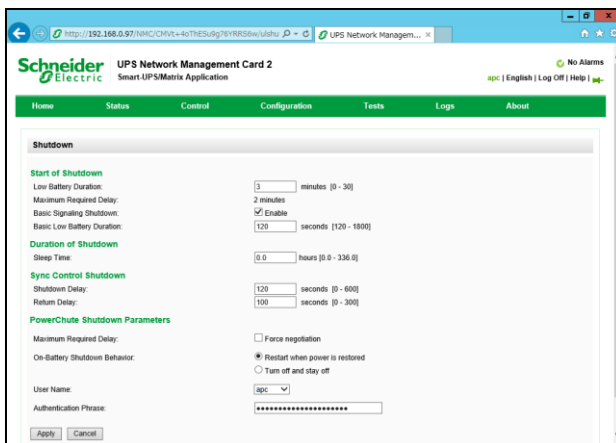 http://192.168.0.97/NMC/CMVt+4oThESu9g76YRRS6w/ulshu
UPS Network Managem...
Schneider Electric
UPS Network Management Card 2
Smart-UPS/Matrix Application
No Alarms
apc | English | Log Off | Help |
Home Status Control Configuration Tests Logs About
Shutdown
Start of Shutdown
Low Battery Duration: 3 minutes [0 - 30]
Maximum Required Delay: 2 minutes
Basic Signaling Shutdown: Enable
Basic Low Battery Duration: 120 seconds [120 - 1800]
Duration of Shutdown
Sleep Time: 0.0 hours [0.0 - 336.0]
Sync Control Shutdown
Shutdown Delay: 120 seconds [0 - 600]
Return Delay: 100 seconds [0 - 300]
PowerChute Shutdown Parameters
Maximum Required Delay: Force negotiation
On-Battery Shutdown Behavior: Restart when power is restored
Turn off and stay off
User Name: apc
Authentication Phrase:
Apply Cancel